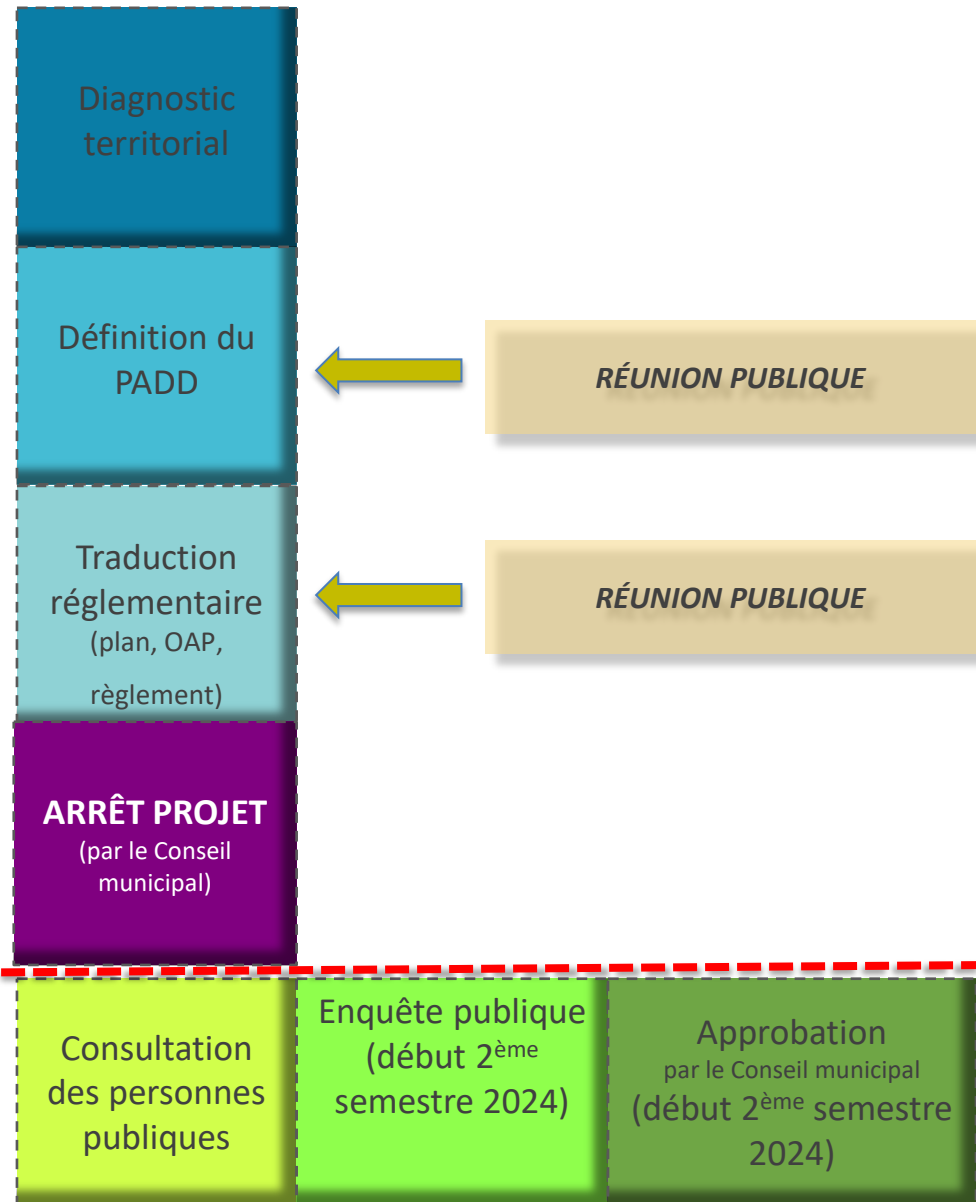 Diagnostic
territorial
Définition du
PADD
RÉUNION PUBLIQUE
Traduction
réglementaire
(plan, OAP,
règlement)
RÉUNION PUBLIQUE
ARRÊT PROJET
(par le Conseil
municipal)
Consultation
des personnes
publiques
Enquête publique
(début 2ème
semestre 2024)
Approbation
par le Conseil municipal
(début 2ème semestre
2024)